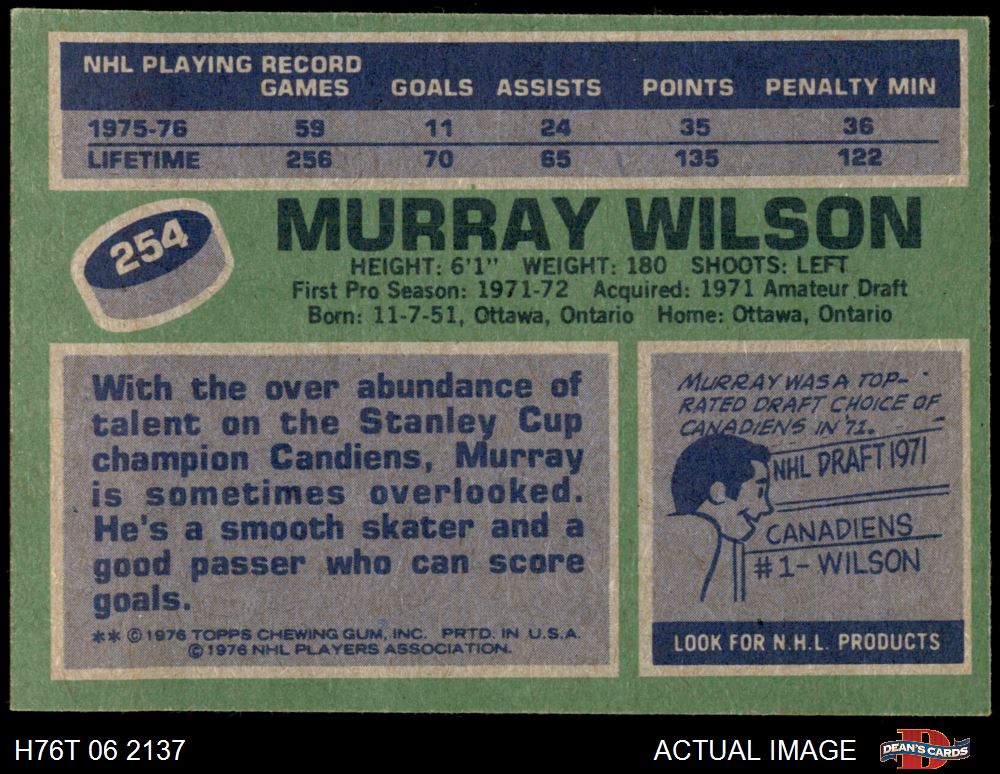 NHL PLAYING RECORD
GAMES GOALS ASSISTS POINTS PENALTY MIN
1975-76 59 11 24 35 36
LIFETIME 256 70 65 135 122
254
MURRAY WILSON
HEIGHT: 6'1" WEIGHT: 180 SHOOTS: LEFT
First Pro Season: 1971-72 Acquired: 1971 Amateur Draft
Born: 11-7-51, Ottawa, Ontario Home: Ottawa, Ontario
With the over abundance of
talent on the Stanley Cup
champion Candiens, Murray
is sometimes overlooked.
He's a smooth skater and a
good passer who can score
goals.
** © 1976 TOPPS CHEWING GUM, INC. PRTD. IN U.S.A.
© 1976 NHL PLAYERS ASSOCIATION.
MURRAY WAS A TOP-
RATED DRAFT CHOICE OF
CANADIENS IN 71.
NHL DRAFT 1971
CANADIENS
#1- WILSON
LOOK FOR N.H.L. PRODUCTS
H76T 06 2137
ACTUAL IMAGE
DEAN'S CARDS